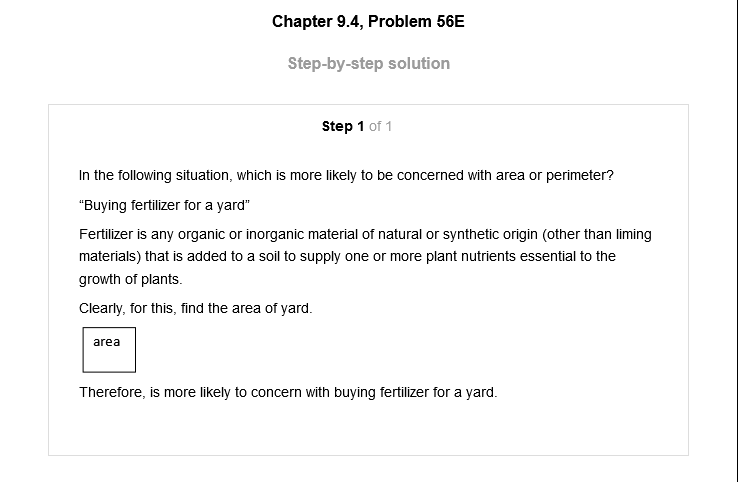 Chapter 9.4, Problem 56E
Step-by-step solution
Step 1 of 1
In the following situation, which is more likely to be concerned with area or perimeter?
“Buying fertilizer for a yard”
Fertilizer is any organic or inorganic material of natural or synthetic origin (other than liming
materials) that is added to a soil to supply one or more plant nutrients essential to the
growth of plants.
Clearly, for this, find the area of yard.
area
Therefore, is more likely to concern with buying fertilizer for a yard.